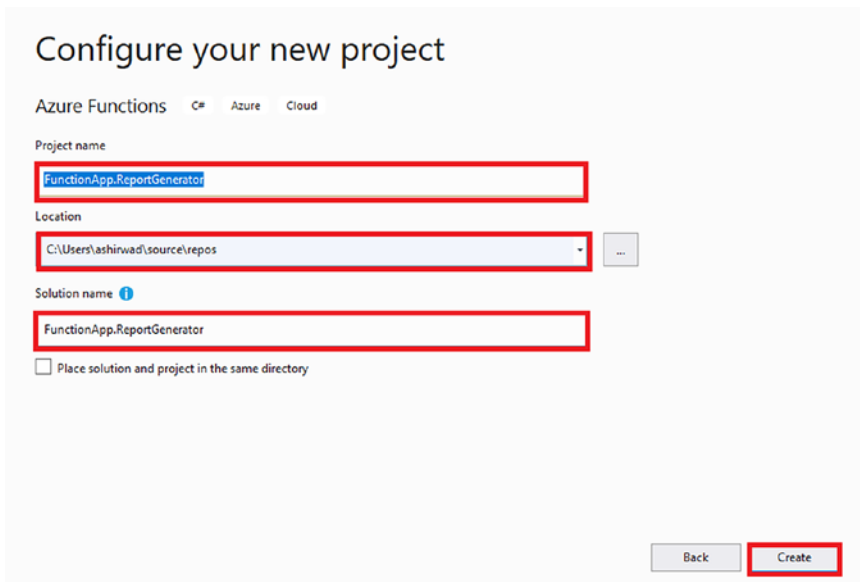 Configure your new project
Azure Functions C# Azure Cloud
Project name
FunctionApp.ReportGenerator
Location
C:\Users\ashirwad\source\repos
...
Solution name i
FunctionApp.ReportGenerator
Place solution and project in the same directory
Back Create